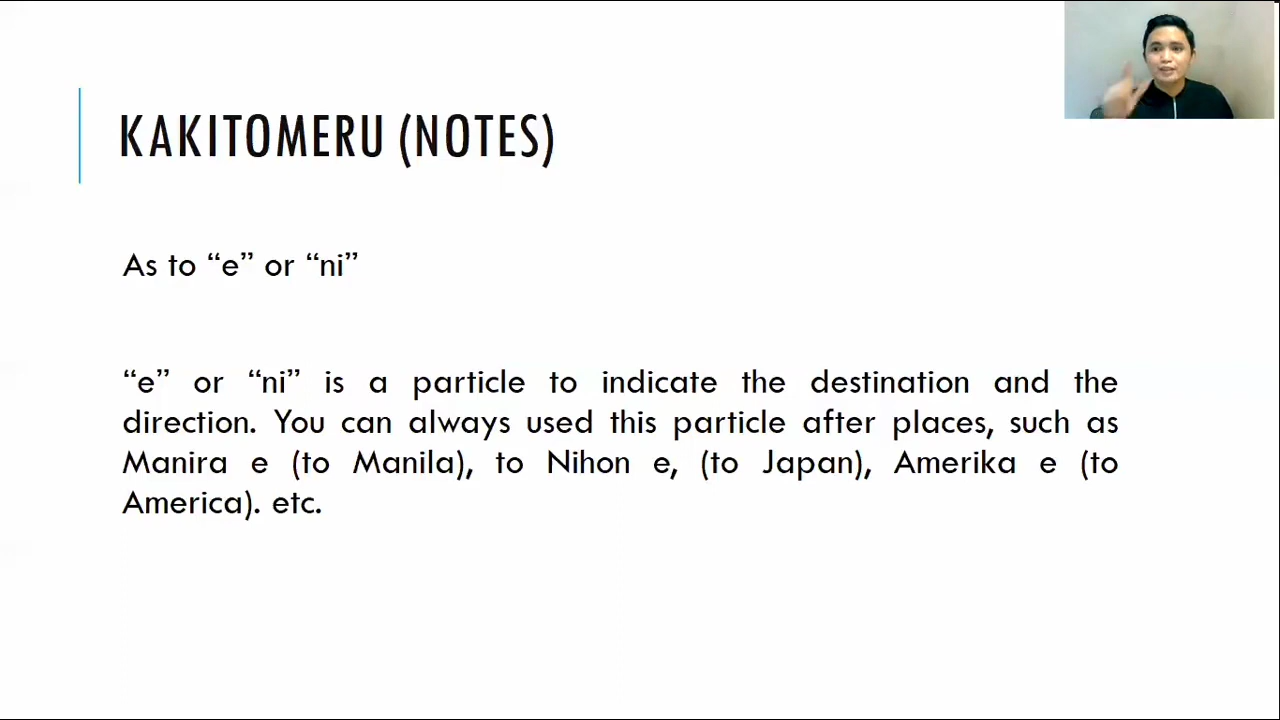 KAKITOMERU (NOTES)
As to “e” or “ni”
“e” or “ni” is a particle to indicate the destination and the
direction. You can always used this particle after places, such as
Manira e (to Manila), to Nihon e, (to Japan), Amerika e (to
America). etc.